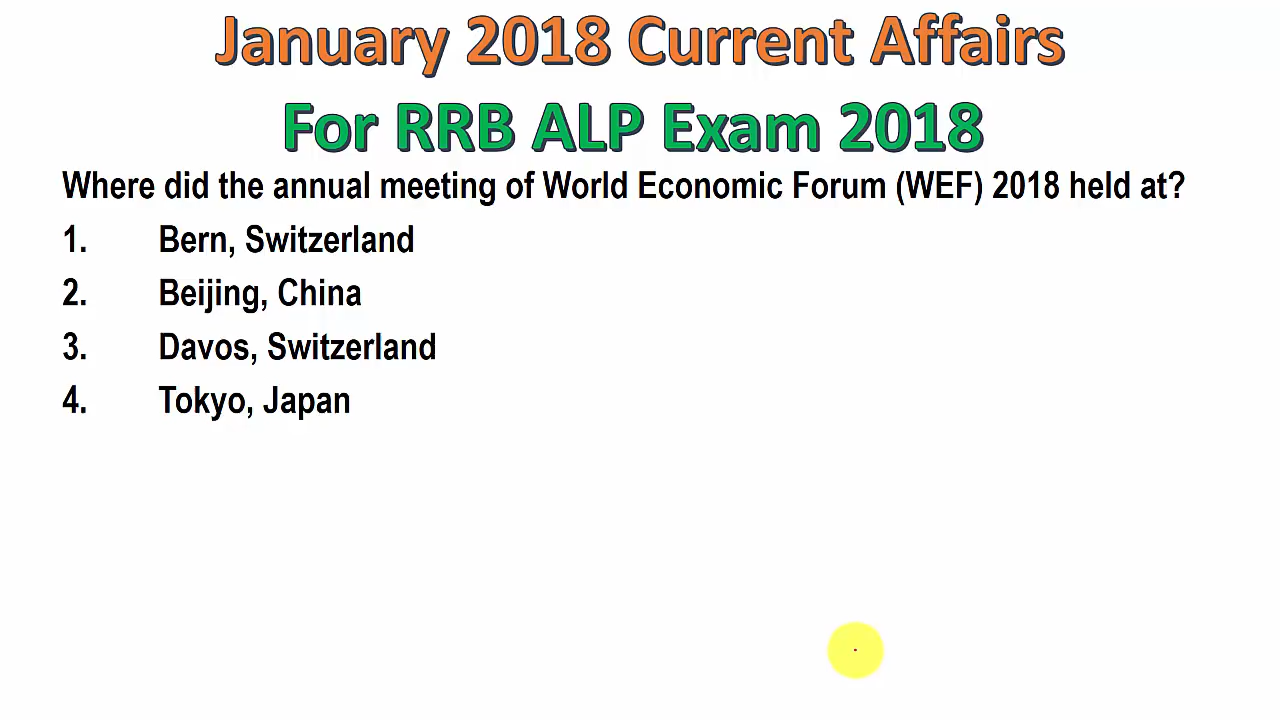 January 2018 Current Affairs
For RRB ALP Exam 2018
Where did the annual meeting of World Economic Forum (WEF) 2018 held at?
1. Bern, Switzerland
2. Beijing, China
3. Davos, Switzerland
4. Tokyo, Japan